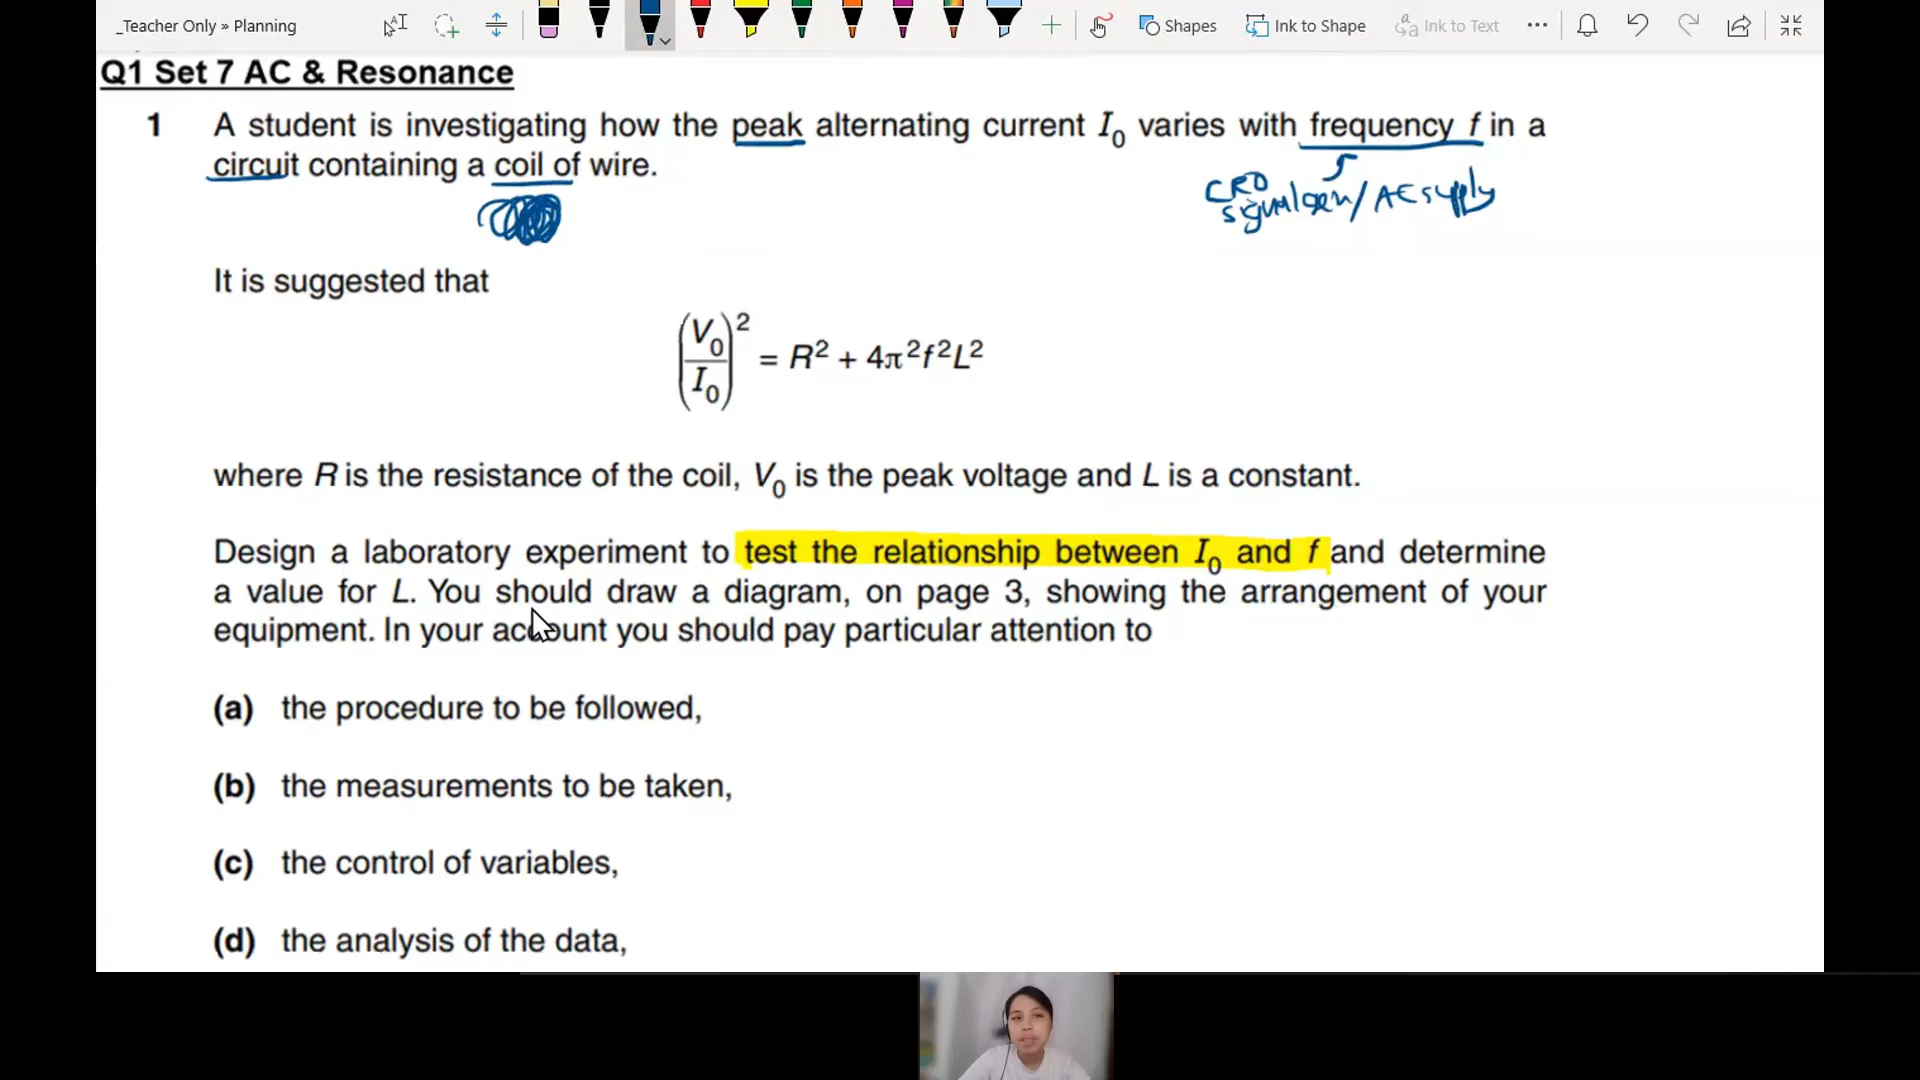 _Teacher Only » Planning
Shapes
Ink to Shape
Ink to Text
Q1 Set 7 AC & Resonance
1 A student is investigating how the peak alternating current I₀ varies with frequency f in a
circuit containing a coil of wire.
CRO
signal gen/AC supply
It is suggested that
(V₀/I₀)² = R² + 4π²f²L²
where R is the resistance of the coil, V₀ is the peak voltage and L is a constant.
Design a laboratory experiment to test the relationship between I₀ and f and determine
a value for L. You should draw a diagram, on page 3, showing the arrangement of your
equipment. In your account you should pay particular attention to
(a) the procedure to be followed,
(b) the measurements to be taken,
(c) the control of variables,
(d) the analysis of the data,